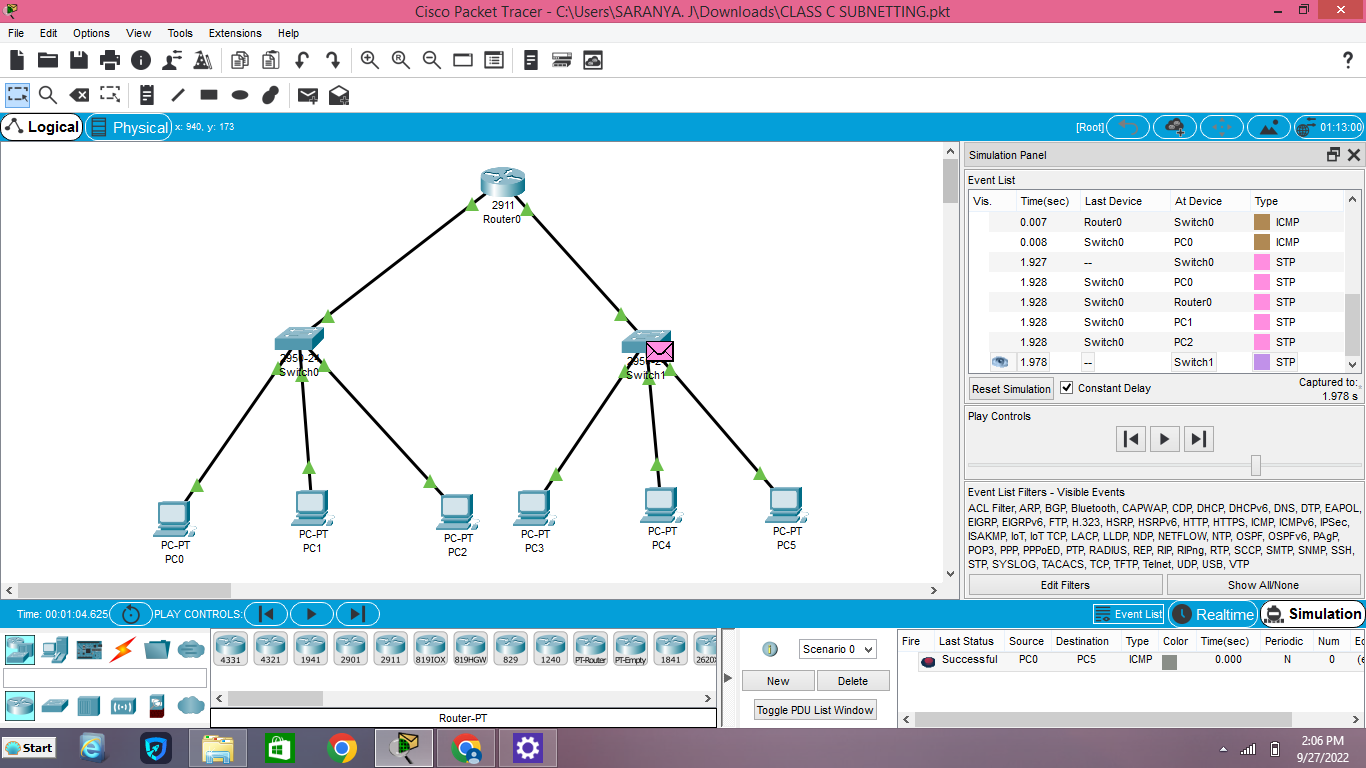 Cisco Packet Tracer - C:\Users\SARANYA. J\Downloads\CLASS C SUBNETTING.pkt
File Edit Options View Tools Extensions Help
Logical Physical x: 940, y: 173 [Root] 01:13:00
2911
Router0
Switch0
Switch1
PC-PT
PC0
PC-PT
PC1
PC-PT
PC2
PC-PT
PC3
PC-PT
PC4
PC-PT
PC5
Simulation Panel
Event List
Vis. Time(sec) Last Device At Device Type
0.007 Router0 Switch0 ICMP
0.008 Switch0 PC0 ICMP
1.927 -- Switch0 STP
1.928 Switch0 PC0 STP
1.928 Switch0 Router0 STP
1.928 Switch0 PC1 STP
1.928 Switch0 PC2 STP
1.978 -- Switch1 STP
Reset Simulation Constant Delay Captured to:
1.978 s
Play Controls
Event List Filters - Visible Events
ACL Filter, ARP, BGP, Bluetooth, CAPWAP, CDP, DHCP, DHCPv6, DNS, DTP, EAPOL,
EIGRP, EIGRPv6, FTP, H.323, HSRP, HSRPv6, HTTP, HTTPS, ICMP, ICMPv6, IPSec,
ISAKMP, IoT, IoT TCP, LACP, LLDP, NDP, NETFLOW, NTP, OSPF, OSPFv6, PAgP,
POP3, PPP, PPPoED, PTP, RADIUS, REP, RIP, RIPng, RTP, SCCP, SMTP, SNMP, SSH,
STP, SYSLOG, TACACS, TCP, TFTP, Telnet, UDP, USB, VTP
Edit Filters Show All/None
Time: 00:01:04.625 PLAY CONTROLS: Event List Realtime Simulation
4331 4321 1941 2901 2911 819IOX 819HGW 829 1240 PT-Router PT-Empty 1841 2620X
Router-PT
Scenario 0
New Delete
Toggle PDU List Window
Fire Last Status Source Destination Type Color Time(sec) Periodic Num Ec
Successful PC0 PC5 ICMP 0.000 N 0 (e
Start
2:06 PM
9/27/2022